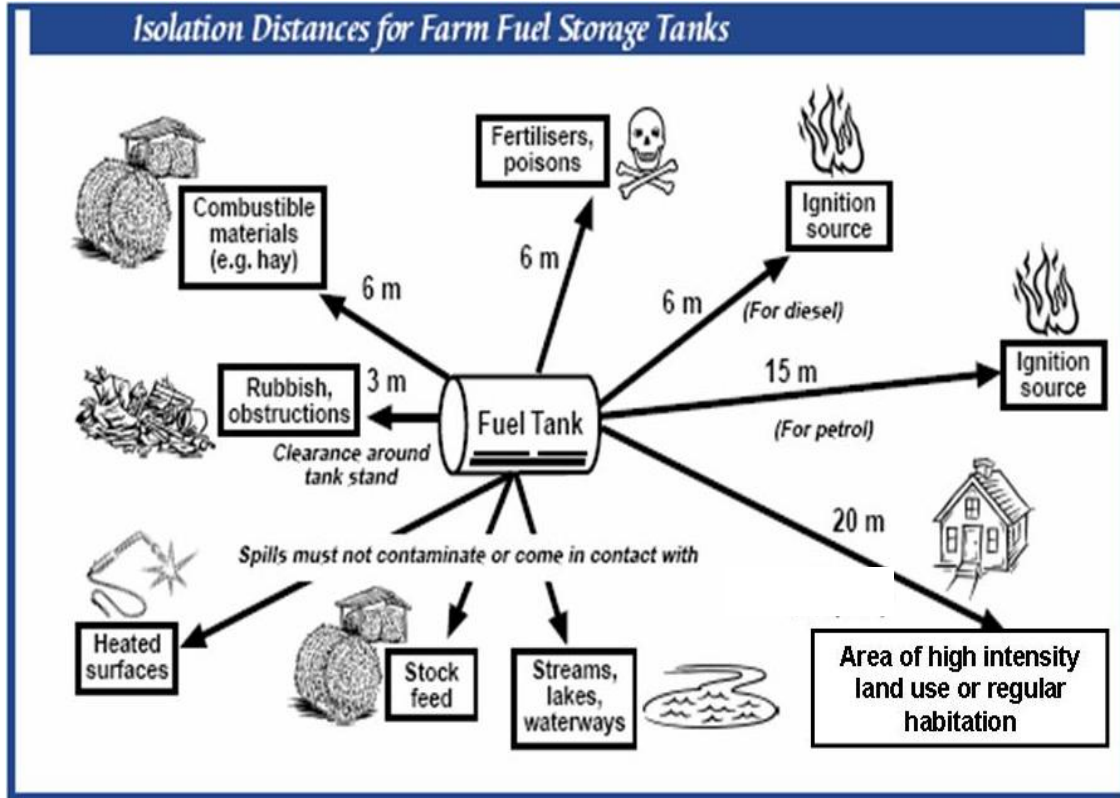 Isolation Distances for Farm Fuel Storage Tanks
Fertilisers,
poisons
Ignition
source
Combustible
materials
(e.g. hay)
6 m
6 m
6 m
(For diesel)
Ignition
source
Rubbish,
obstructions
3 m
Clearance around
tank stand
Fuel Tank
15 m
(For petrol)
20 m
Spills must not contaminate or come in contact with
Heated
surfaces
Stock
feed
Streams,
lakes,
waterways
Area of high intensity
land use or regular
habitation